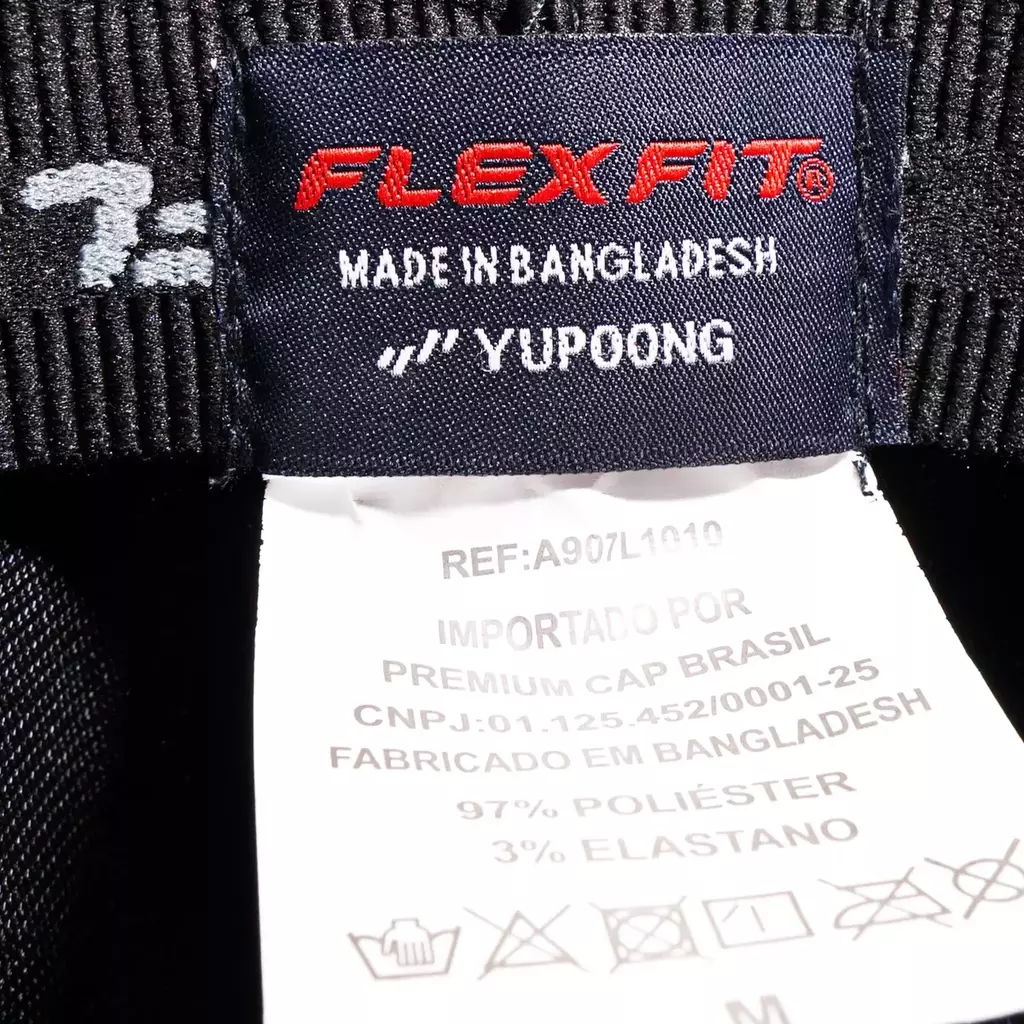 FLEXFIT®
MADE IN BANGLADESH
YUPOONG
REF:A907L1010
IMPORTADO POR
PREMIUM CAP BRASIL
CNPJ:01.125.452/0001-25
FABRICADO EM BANGLADESH
97% POLIÉSTER
3% ELASTANO
M